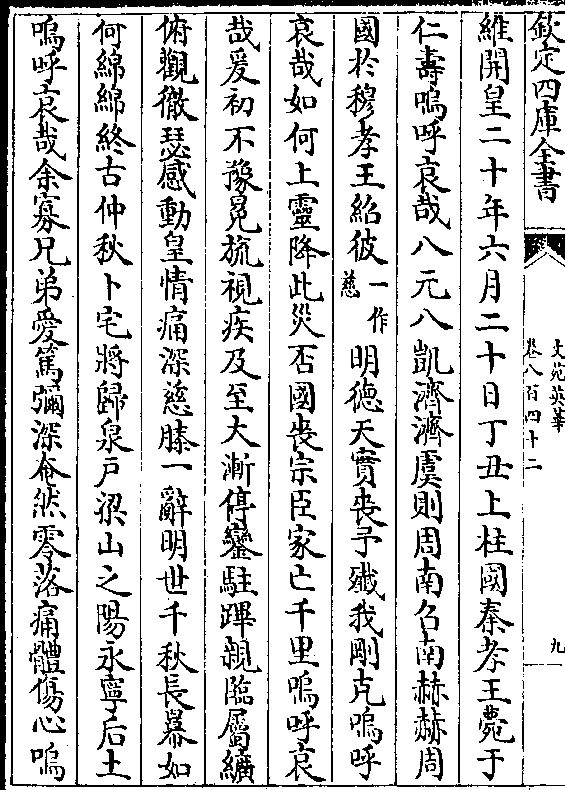 欽定四庫全書
文苑英華
卷八百四十二
九
維開皇二十年六月二十日丁丑上柱國秦孝王薨于
仁壽嗚呼哀哉八元八凱濟濟虞則周南召南赫赫周
國於穆孝王紹彼一作慈明德天實喪予殲我剛克嗚呼
哀哉如何上靈降此災否國喪宗臣家亡千里嗚呼哀
哉爰初不豫冕旒視疾及至大漸停鑾駐蹕親臨屬纊
俯觀徹瑟感動皇情痛深慈膝一辭明世千秋長暮如
何綿綿終古仲秋卜宅將歸泉戸梁山之陽永寧后土
嗚呼哀哉余寡兄弟愛篤彌深奄然零落痛體傷心嗚